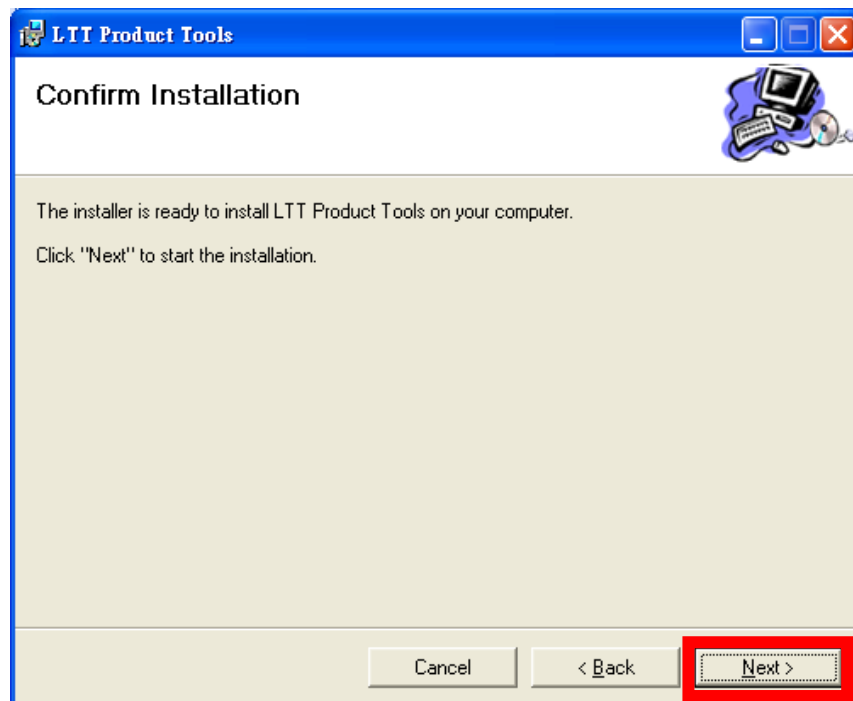 LTT Product Tools
Confirm Installation
The installer is ready to install LTT Product Tools on your computer.
Click "Next" to start the installation.
Cancel
< Back
Next >